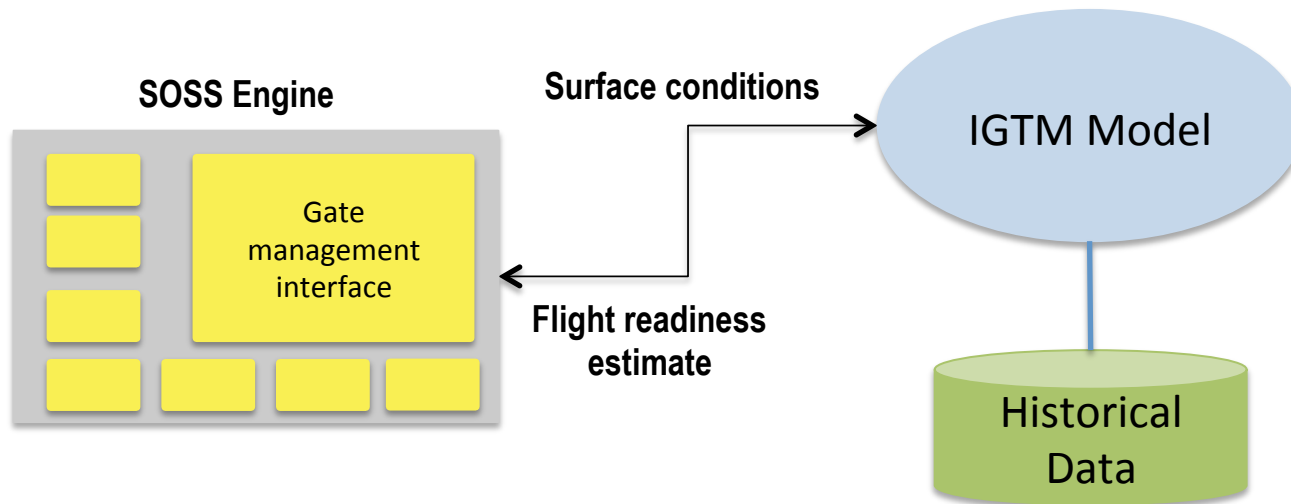 SOSS Engine
Surface conditions
IGTM Model
Gate
management
interface
Flight readiness
estimate
Historical
Data